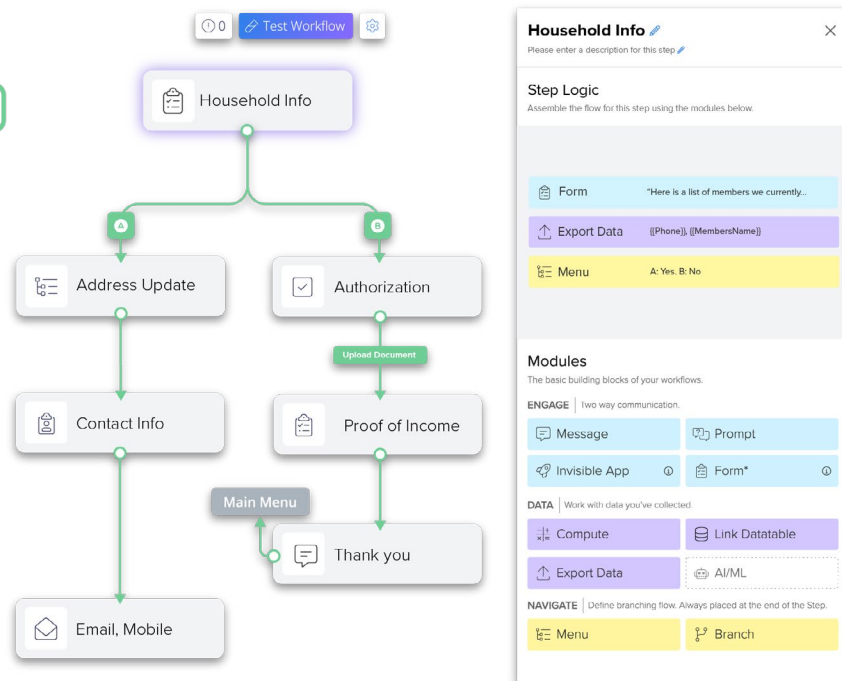 0
Test Workflow
Household Info
A
B
Address Update
Authorization
Upload Document
Contact Info
Proof of Income
Main Menu
Thank you
Email, Mobile
Household Info
Please enter a description for this step
Step Logic
Assemble the flow for this step using the modules below.
Form "Here is a list of members we currently...
Export Data {{Phone}}, {{MembersName}}
Menu A: Yes. B: No
Modules
The basic building blocks of your workflows.
ENGAGE | Two way communication.
Message
Prompt
Invisible App
Form*
DATA | Work with data you've collected.
Compute
Link Datatable
Export Data
AI/ML
NAVIGATE | Define branching flow. Always placed at the end of the Step.
Menu
Branch